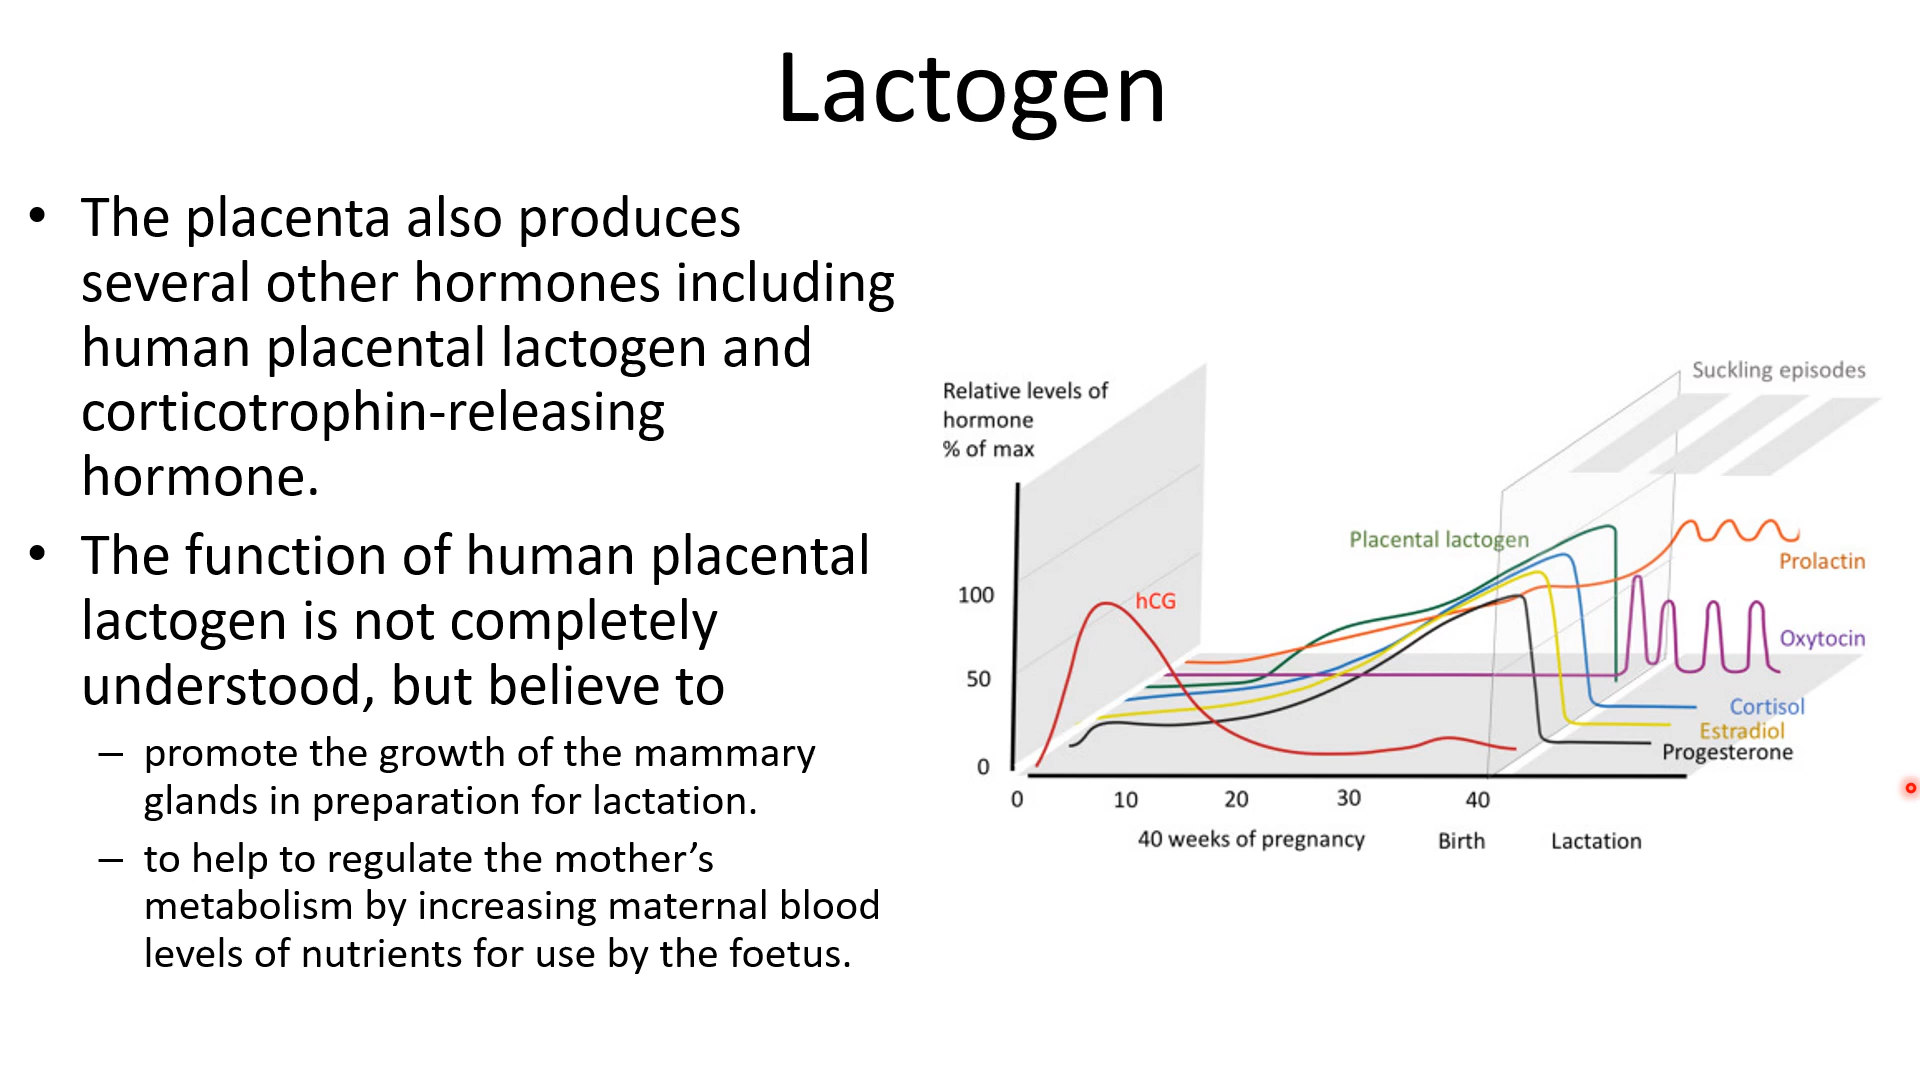 Lactogen
• The placenta also produces
several other hormones including
human placental lactogen and
corticotrophin-releasing
hormone.
• The function of human placental
lactogen is not completely
understood, but believe to
– promote the growth of the mammary
glands in preparation for lactation.
– to help to regulate the mother’s
metabolism by increasing maternal blood
levels of nutrients for use by the foetus.
Relative levels of
hormone
% of max
Suckling episodes
Placental lactogen
Prolactin
100
hCG
Oxytocin
50
Cortisol
Estradiol
Progesterone
0
0 10 20 30 40
40 weeks of pregnancy Birth Lactation